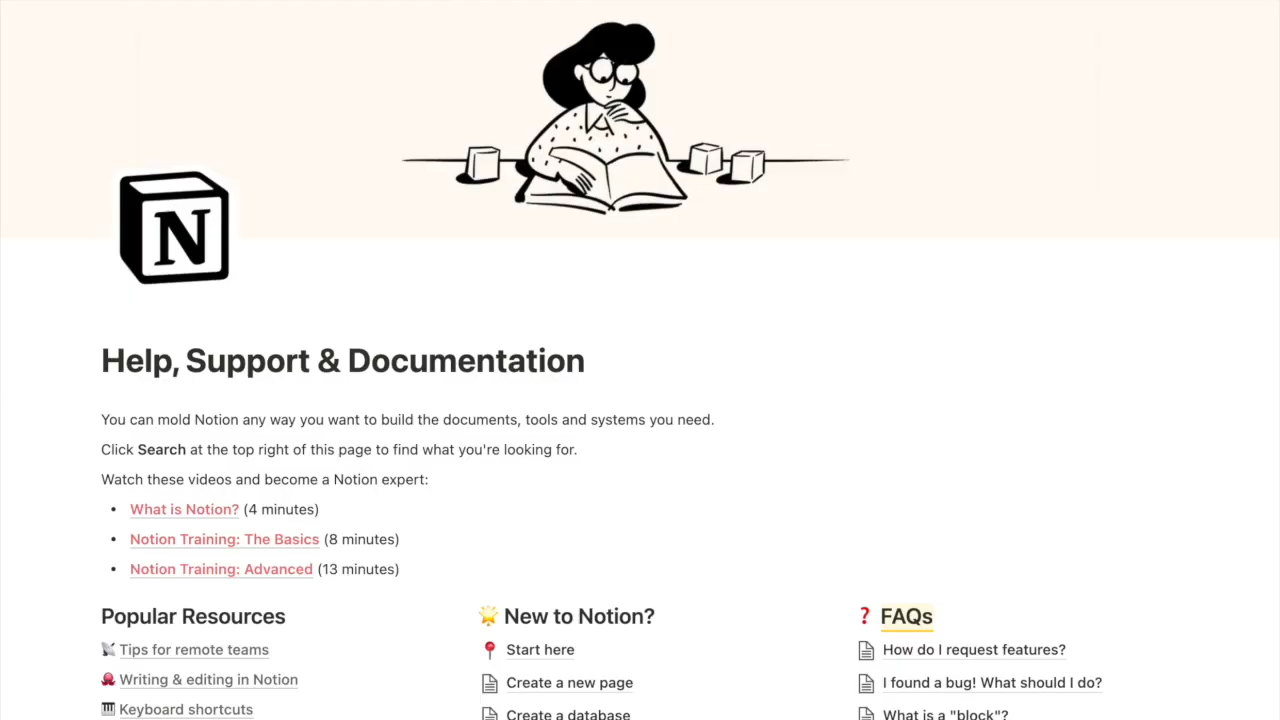 N
Help, Support & Documentation
You can mold Notion any way you want to build the documents, tools and systems you need.
Click Search at the top right of this page to find what you're looking for.
Watch these videos and become a Notion expert:
• What is Notion? (4 minutes)
• Notion Training: The Basics (8 minutes)
• Notion Training: Advanced (13 minutes)
Popular Resources
Tips for remote teams
Writing & editing in Notion
Keyboard shortcuts
New to Notion?
Start here
Create a new page
Create a database
FAQs
How do I request features?
I found a bug! What should I do?
What is a "block"?